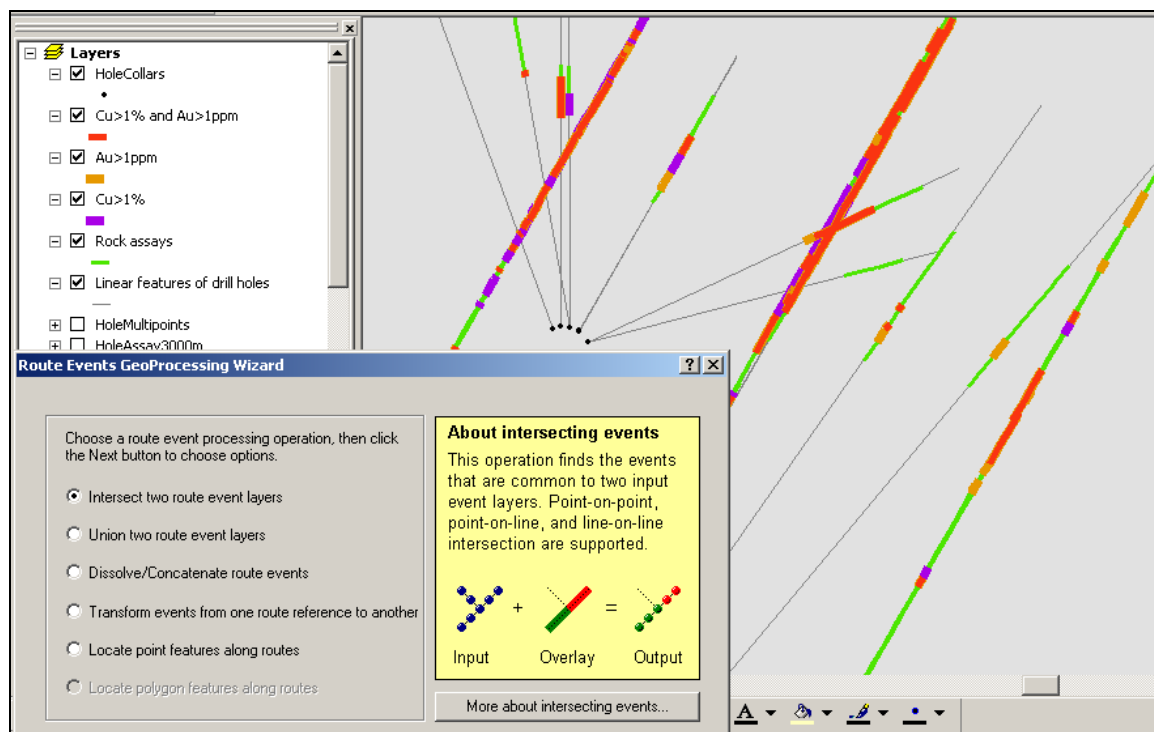 Layers
HoleCollars
Cu>1% and Au>1ppm
Au>1ppm
Cu>1%
Rock assays
Linear features of drill holes
HoleMultipoints
HoleAssay3000m
Route Events GeoProcessing Wizard
Choose a route event processing operation, then click
the Next button to choose options.
Intersect two route event layers
Union two route event layers
Dissolve/Concatenate route events
Transform events from one route reference to another
Locate point features along routes
Locate polygon features along routes
About intersecting events
This operation finds the events
that are common to two input
event layers. Point-on-point,
point-on-line, and line-on-line
intersection are supported.
+ =
Input Overlay Output
More about intersecting events...
A